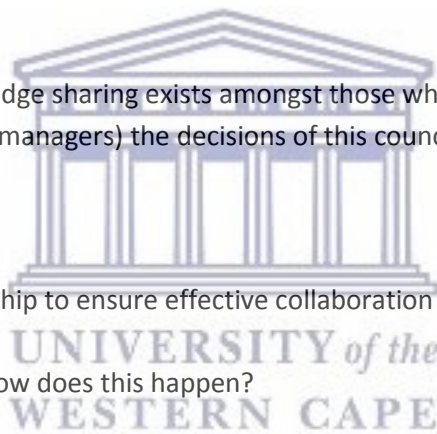 dge sharing exists amongst those wh
managers) the decisions of this counc
ship to ensure effective collaboration
UNIVERSITY of the
ow does this happen?
WESTERN CAPE